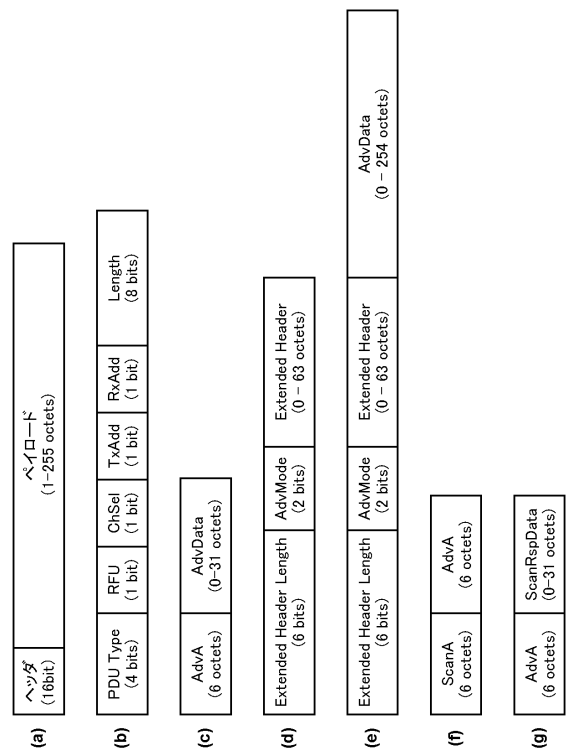 (a)
ヘッダ
(16bit)
ペイロード
(1-255 octets)
(b)
PDU Type
(4 bits)
RFU
(1 bit)
ChSel
(1 bit)
TxAdd
(1 bit)
RxAdd
(1 bit)
Length
(8 bits)
(c)
AdvA
(6 octets)
AdvData
(0-31 octets)
(d)
Extended Header Length
(6 bits)
AdvMode
(2 bits)
Extended Header
(0 - 63 octets)
(e)
Extended Header Length
(6 bits)
AdvMode
(2 bits)
Extended Header
(0 - 63 octets)
AdvData
(0 - 254 octets)
(f)
ScanA
(6 octets)
AdvA
(6 octets)
(g)
AdvA
(6 octets)
ScanRspData
(0-31 octets)